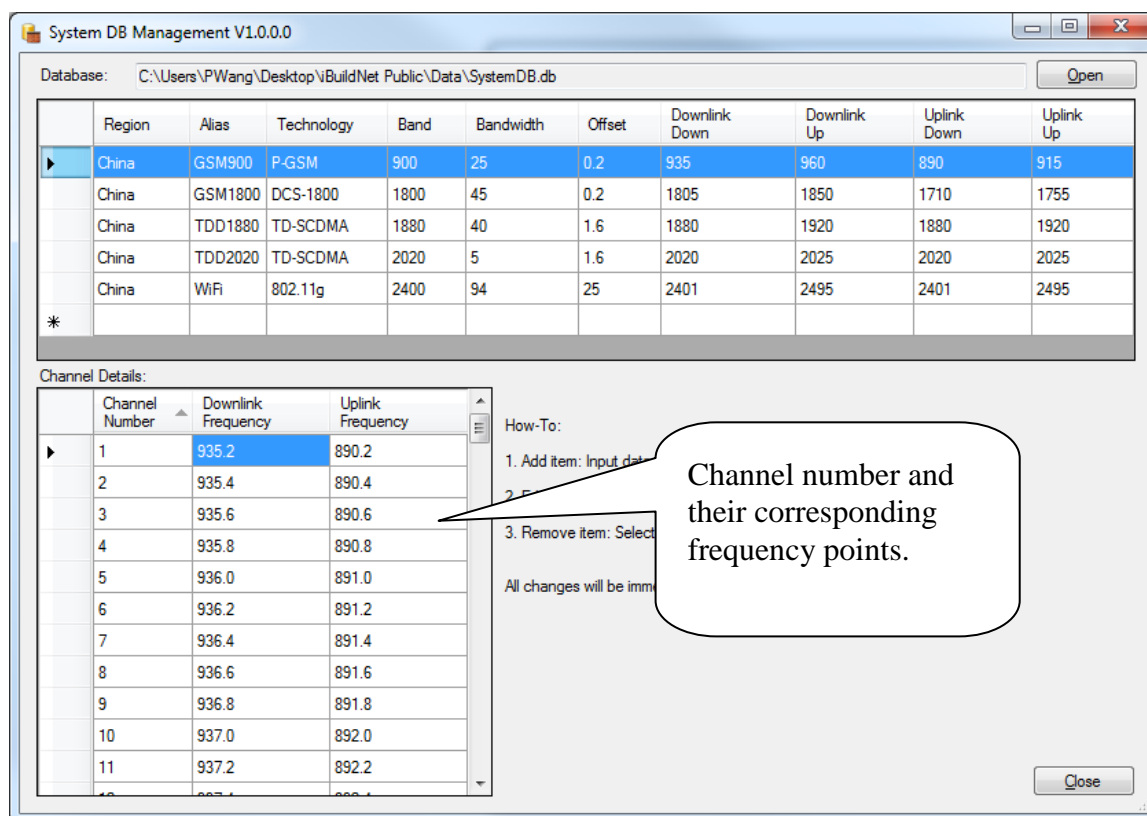 System DB Management V1.0.0.0
Database: C:\Users\PWang\Desktop\iBuildNet Public\Data\SystemDB.db Open
Region Alias Technology Band Bandwidth Offset Downlink Down Downlink Up Uplink Down Uplink Up
China GSM900 P-GSM 900 25 0.2 935 960 890 915
China GSM1800 DCS-1800 1800 45 0.2 1805 1850 1710 1755
China TDD1880 TD-SCDMA 1880 40 1.6 1880 1920 1880 1920
China TDD2020 TD-SCDMA 2020 5 1.6 2020 2025 2020 2025
China WiFi 802.11g 2400 94 25 2401 2495 2401 2495
Channel Details:
Channel Number Downlink Frequency Uplink Frequency
1 935.2 890.2
2 935.4 890.4
3 935.6 890.6
4 935.8 890.8
5 936.0 891.0
6 936.2 891.2
7 936.4 891.4
8 936.6 891.6
9 936.8 891.8
10 937.0 892.0
11 937.2 892.2
How-To:
1. Add item: Input data
2.
3. Remove item: Select
All changes will be imme
Channel number and
their corresponding
frequency points.
Close